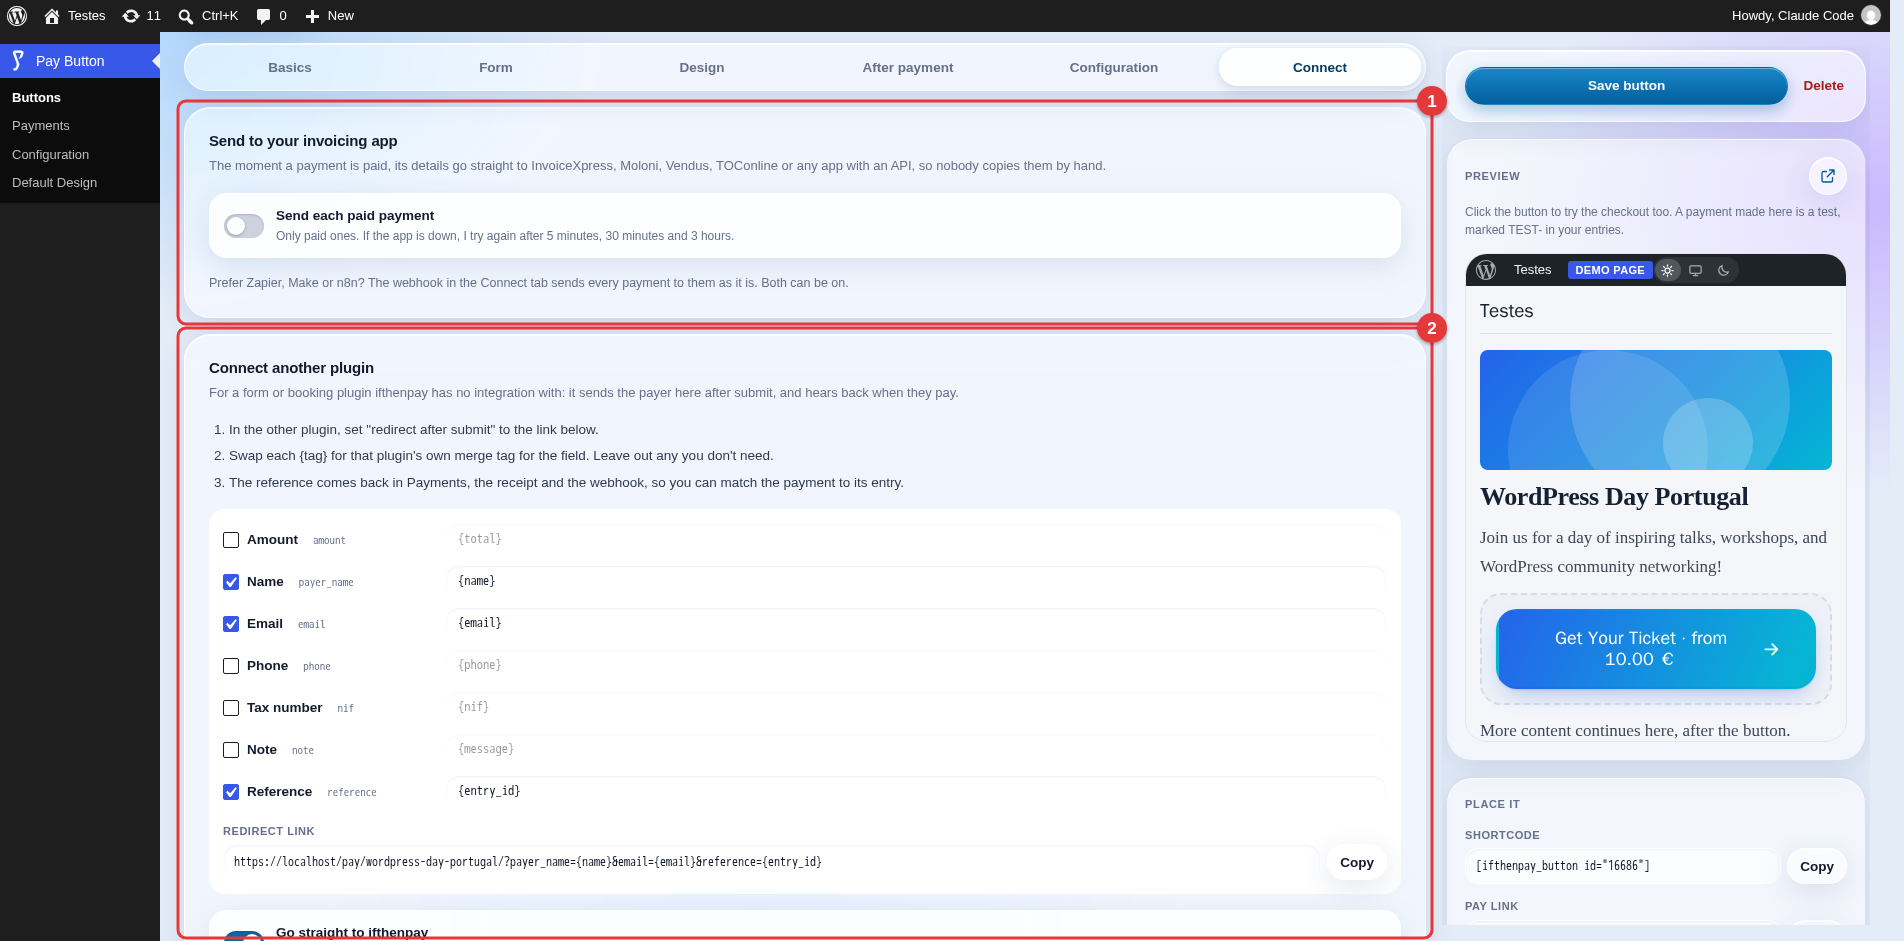 Testes
11
Ctrl+K
0
New
Howdy, Claude Code
Pay Button
Buttons
Payments
Configuration
Default Design
Basics
Form
Design
After payment
Configuration
Connect
1
Send to your invoicing app
The moment a payment is paid, its details go straight to InvoiceXpress, Moloni, Vendus, TOConline or any app with an API, so nobody copies them by hand.
Send each paid payment
Only paid ones. If the app is down, I try again after 5 minutes, 30 minutes and 3 hours.
Prefer Zapier, Make or n8n? The webhook in the Connect tab sends every payment to them as it is. Both can be on.
2
Connect another plugin
For a form or booking plugin ifthenpay has no integration with: it sends the payer here after submit, and hears back when they pay.
1. In the other plugin, set "redirect after submit" to the link below.
2. Swap each {tag} for that plugin's own merge tag for the field. Leave out any you don't need.
3. The reference comes back in Payments, the receipt and the webhook, so you can match the payment to its entry.
Amount amount {total}
Name payer_name {name}
Email email {email}
Phone phone {phone}
Tax number nif {nif}
Note note {message}
Reference reference {entry_id}
REDIRECT LINK
https://localhost/pay/wordpress-day-portugal/?payer_name={name}&email={email}&reference={entry_id}
Copy
Go straight to ifthenpay
Save button
Delete
PREVIEW
Click the button to try the checkout too. A payment made here is a test,
marked TEST- in your entries.
Testes
DEMO PAGE
Testes
WordPress Day Portugal
Join us for a day of inspiring talks, workshops, and
WordPress community networking!
Get Your Ticket · from
10.00 €
More content continues here, after the button.
PLACE IT
SHORTCODE
[ifthenpay_button id="16686"]
Copy
PAY LINK